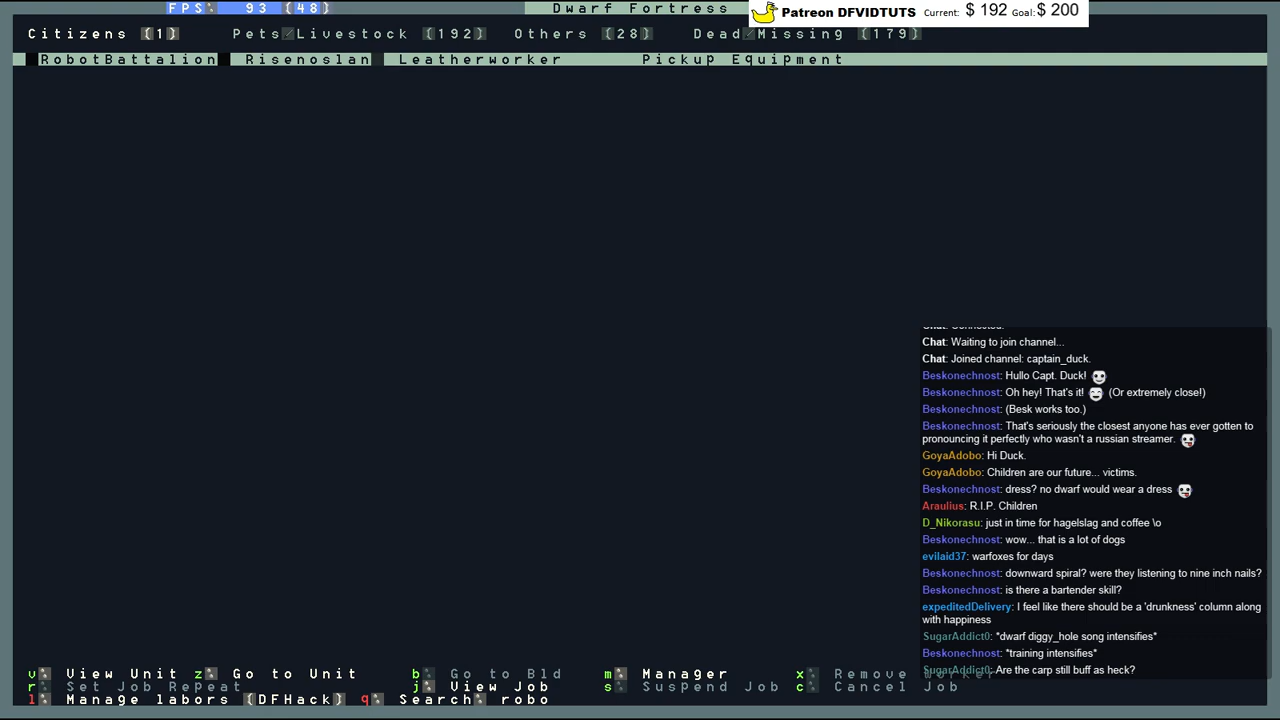 FPS: 93 (48)
Dwarf Fortress
Patreon DFVIDTUTS Current: $ 192 Goal:$ 200
Citizens (1) Pets/Livestock (192) Others (28) Dead/Missing (179)
RobotBattalion Risenoslan Leatherworker Pickup Equipment
Chat: Connected.
Chat: Waiting to join channel...
Chat: Joined channel: captain_duck.
Beskonechnost: Hullo Capt. Duck!
Beskonechnost: Oh hey! That's it! (Or extremely close!)
Beskonechnost: (Besk works too.)
Beskonechnost: That's seriously the closest anyone has ever gotten to
pronouncing it perfectly who wasn't a russian streamer.
GoyaAdobo: Hi Duck.
GoyaAdobo: Children are our future... victims.
Beskonechnost: dress? no dwarf would wear a dress
Araulius: R.I.P. Children
D_Nikorasu: just in time for hagelslag and coffee \o
Beskonechnost: wow... that is a lot of dogs
evilaid37: warfoxes for days
Beskonechnost: downward spiral? were they listening to nine inch nails?
Beskonechnost: is there a bartender skill?
expeditedDelivery: I feel like there should be a 'drunkness' column along
with happiness
SugarAddict0: *dwarf diggy_hole song intensifies*
Beskonechnost: *training intensifies*
SugarAddict0: Are the carp still buff as heck?
v: View Unit z: Go to Unit b: Go to Bld m: Manager x: Remove Worker
r: Set Job Repeat j: View Job s: Suspend Job c: Cancel Job
l: Manage labors (DFHack) q: Search: robo